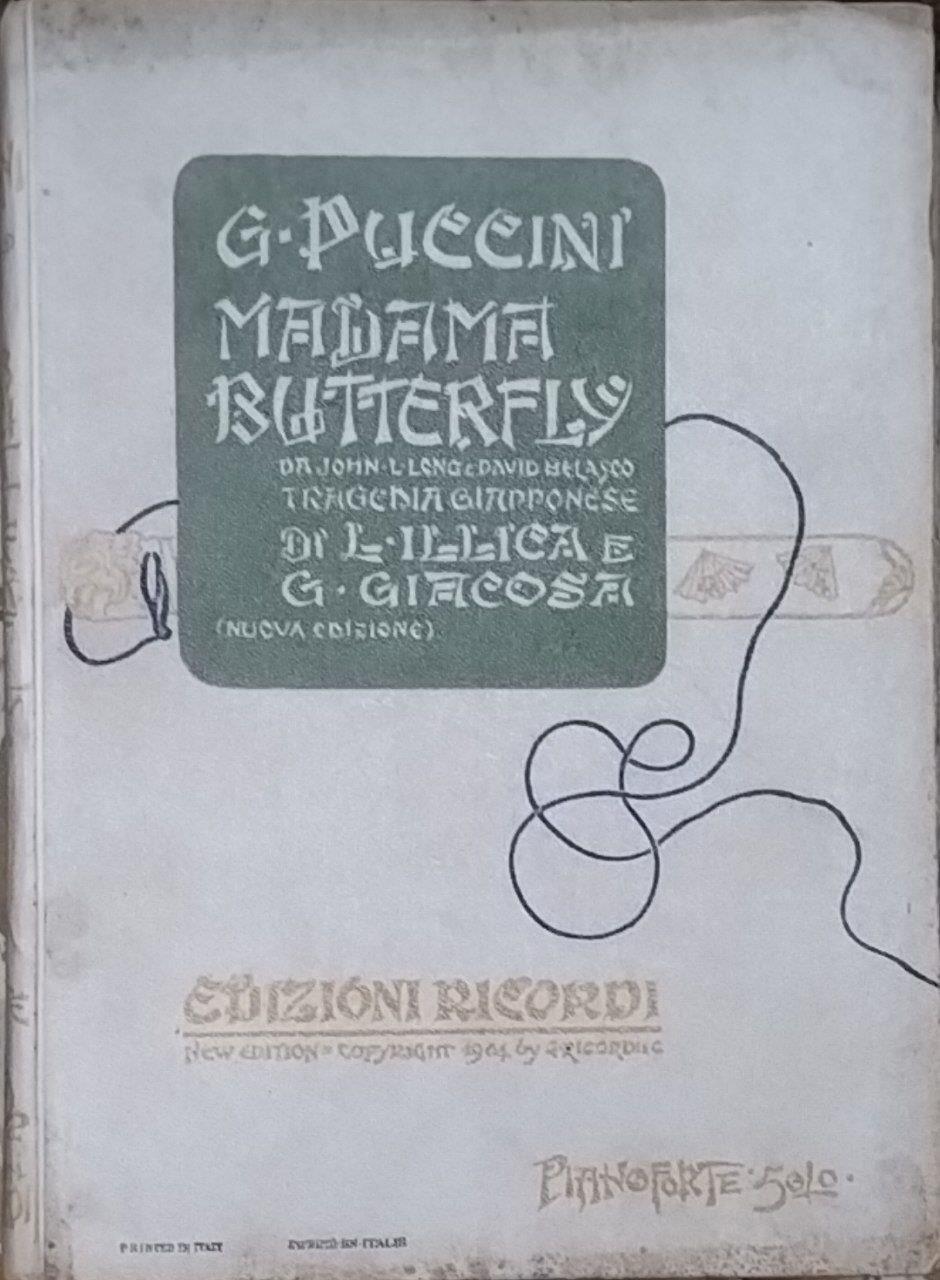 G. PUCCINI
MADAMA
BUTTERFLY
DA JOHN·L·LONG E DAVID BELASCO
TRAGEDIA GIAPPONESE
DI L·ILLICA E
G·GIACOSA
(NUOVA EDIZIONE)
EDIZIONI RICORDI
NEW EDITION = COPYRIGHT 1904 by G RICORDI & C
PIANOFORTE·SOLO·
PRINTED IN ITALY
IMPRIMÉ EN ITALIE